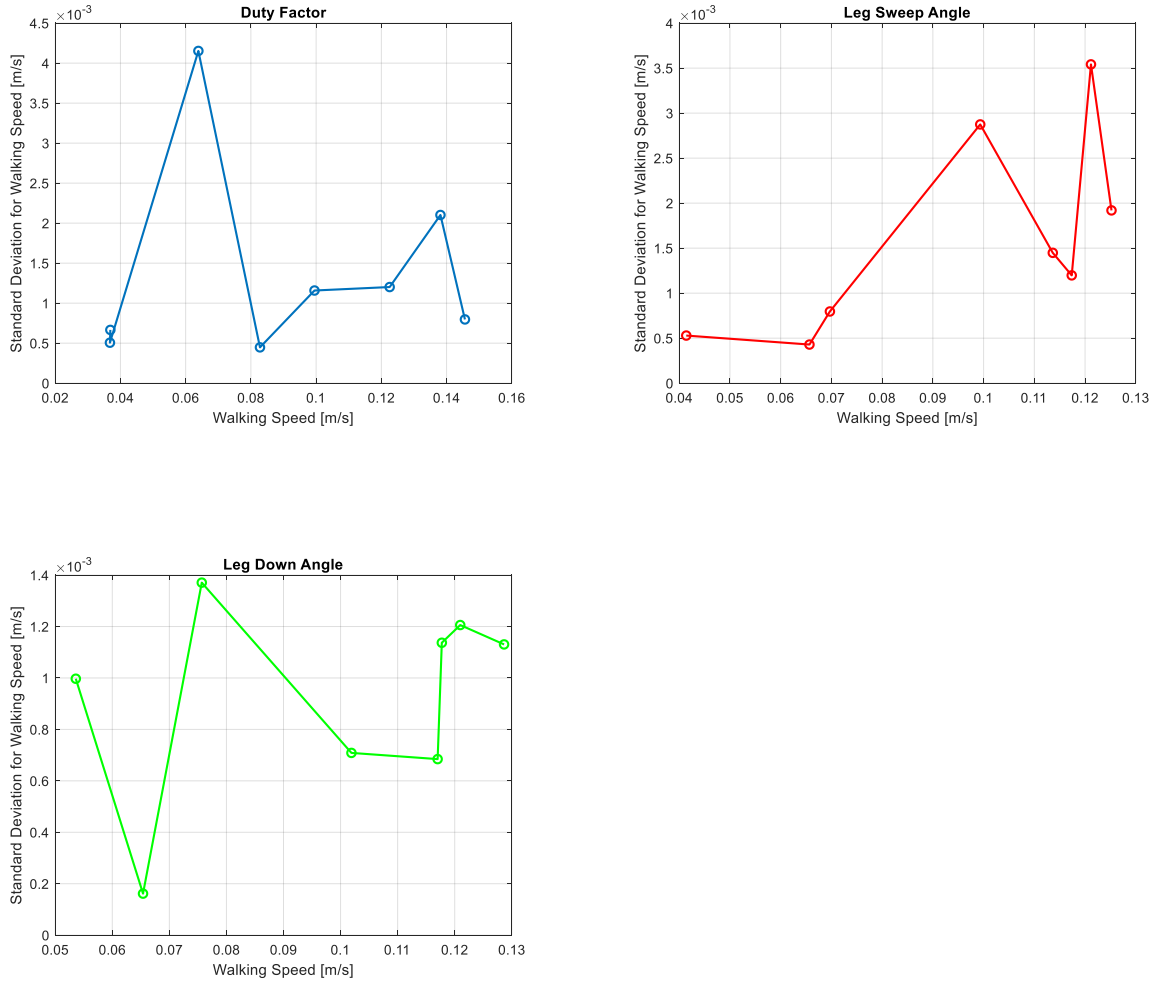 Duty Factor
×10^-3
4.5
4
3.5
3
2.5
2
1.5
1
0.5
0
Standard Deviation for Walking Speed [m/s]
0.02 0.04 0.06 0.08 0.1 0.12 0.14 0.16
Walking Speed [m/s]
Leg Sweep Angle
×10^-3
4
3.5
3
2.5
2
1.5
1
0.5
0
Standard Deviation for Walking Speed [m/s]
0.04 0.05 0.06 0.07 0.08 0.09 0.1 0.11 0.12 0.13
Walking Speed [m/s]
Leg Down Angle
×10^-3
1.4
1.2
1
0.8
0.6
0.4
0.2
0
Standard Deviation for Walking Speed [m/s]
0.05 0.06 0.07 0.08 0.09 0.1 0.11 0.12 0.13
Walking Speed [m/s]